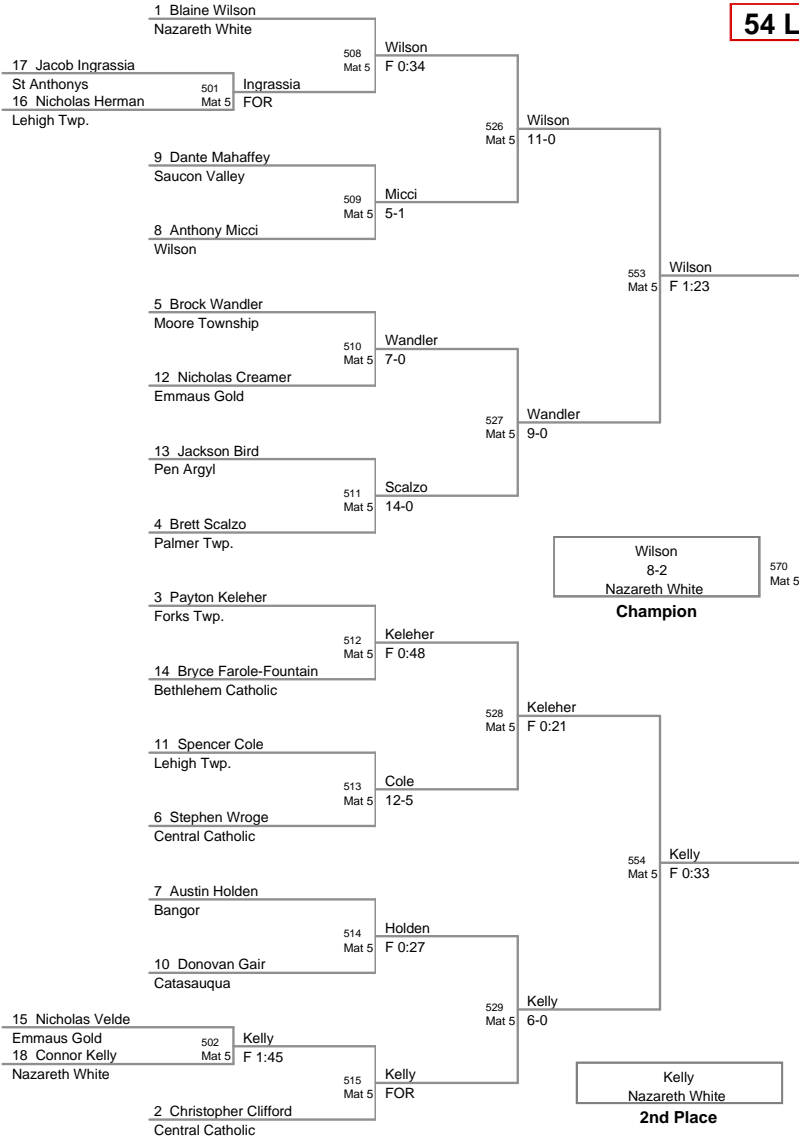 54 L
1 Blaine Wilson
Nazareth White
17 Jacob Ingrassia
St Anthonys
16 Nicholas Herman
Lehigh Twp.
501
Mat 5
Ingrassia
FOR
508
Mat 5
Wilson
F 0:34
9 Dante Mahaffey
Saucon Valley
8 Anthony Micci
Wilson
509
Mat 5
Micci
5-1
526
Mat 5
Wilson
11-0
5 Brock Wandler
Moore Township
12 Nicholas Creamer
Emmaus Gold
510
Mat 5
Wandler
7-0
13 Jackson Bird
Pen Argyl
4 Brett Scalzo
Palmer Twp.
511
Mat 5
Scalzo
14-0
527
Mat 5
Wandler
9-0
553
Mat 5
Wilson
F 1:23
Wilson
8-2
Nazareth White
Champion
570
Mat 5
3 Payton Keleher
Forks Twp.
14 Bryce Farole-Fountain
Bethlehem Catholic
512
Mat 5
Keleher
F 0:48
11 Spencer Cole
Lehigh Twp.
6 Stephen Wroge
Central Catholic
513
Mat 5
Cole
12-5
528
Mat 5
Keleher
F 0:21
7 Austin Holden
Bangor
10 Donovan Gair
Catasauqua
514
Mat 5
Holden
F 0:27
15 Nicholas Velde
Emmaus Gold
18 Connor Kelly
Nazareth White
502
Mat 5
Kelly
F 1:45
2 Christopher Clifford
Central Catholic
515
Mat 5
Kelly
FOR
529
Mat 5
Kelly
6-0
554
Mat 5
Kelly
F 0:33
Kelly
Nazareth White
2nd Place